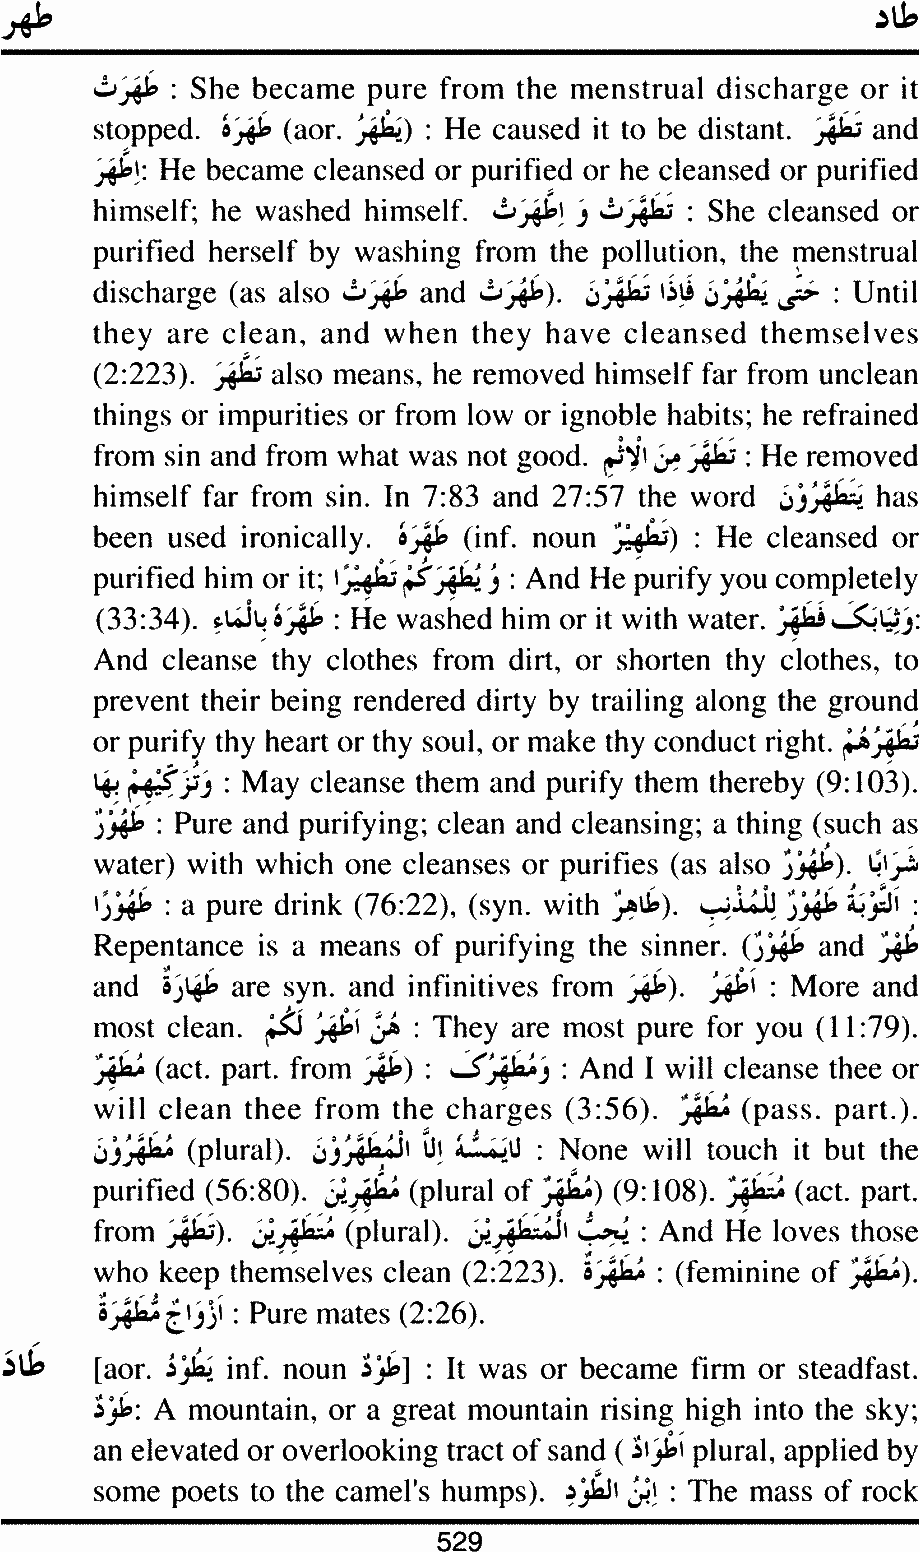 طهر طاد
طَهَرَتْ : She became pure from the menstrual discharge or it
stopped. طَهَرَهُ (aor. يَطْهَرُ) : He caused it to be distant. تَطَهَّرَ and
اِطَّهَّرَ: He became cleansed or purified or he cleansed or purified
himself; he washed himself. تَطَهَّرَتْ وَ اِطَّهَّرَتْ : She cleansed or
purified herself by washing from the pollution, the menstrual
discharge (as also طَهَرَتْ and طَهُرَتْ). حَتّٰى يَطْهُرْنَ فَاِذَا تَطَهَّرْنَ : Until
they are clean, and when they have cleansed themselves
(2:223). تَطَهَّرَ also means, he removed himself far from unclean
things or impurities or from low or ignoble habits; he refrained
from sin and from what was not good. تَطَهَّرَ مِنَ الْاِثْمِ : He removed
himself far from sin. In 7:83 and 27:57 the word يَتَطَهَّرُوْنَ has
been used ironically. طَهَّرَهُ (inf. noun تَطْهِيْرٌ) : He cleansed or
purified him or it; وَ يُطَهِّرَكُمْ تَطْهِيْرًا : And He purify you completely
(33:34). طَهَّرَهُ بِالْمَاءِ : He washed him or it with water. وَثِيَابَكَ فَطَهِّرْ:
And cleanse thy clothes from dirt, or shorten thy clothes, to
prevent their being rendered dirty by trailing along the ground
or purify thy heart or thy soul, or make thy conduct right. تُطَهِّرُهُمْ
وَتُزَكِّيْهِمْ بِهَا : May cleanse them and purify them thereby (9:103).
طَهُوْرٌ : Pure and purifying; clean and cleansing; a thing (such as
water) with which one cleanses or purifies (as also طَهُوْرٌ). شَرَابًا
طَهُوْرًا : a pure drink (76:22), (syn. with طَاهِرٌ). اَلتَّوْبَةُ طَهُوْرٌ لِلْمُذْنِبِ :
Repentance is a means of purifying the sinner. (طَهُوْرٌ and طُهْرٌ
and طَهَارَةٌ are syn. and infinitives from طَهَرَ). اَطْهَرُ : More and
most clean. هُنَّ اَطْهَرُ لَكُمْ : They are most pure for you (11:79).
مُطَهِّرٌ (act. part. from طَهَّرَ) : وَمُطَهِّرُكَ : And I will cleanse thee or
will clean thee from the charges (3:56). مُطَهَّرٌ (pass. part.).
مُطَهَّرُوْنَ (plural). لَايَمَسُّهٗ اِلَّا الْمُطَهَّرُوْنَ : None will touch it but the
purified (56:80). مُطَّهِّرِيْنَ (plural of مُطَّهِّرٌ) (9:108). مُتَطَهِّرٌ (act. part.
from تَطَهَّرَ). مُتَطَهِّرِيْنَ (plural). يُحِبُّ الْمُتَطَهِّرِيْنَ : And He loves those
who keep themselves clean (2:223). مُطَهَّرَةٌ : (feminine of مُطَهَّرٌ).
اَزْوَاجٌ مُّطَهَّرَةٌ : Pure mates (2:26).
طَادَ [aor. يَطُوْدُ inf. noun طَوْدٌ] : It was or became firm or steadfast.
طَوْدٌ: A mountain, or a great mountain rising high into the sky;
an elevated or overlooking tract of sand ( اَطْوَادٌ plural, applied by
some poets to the camel's humps). اِبْنُ الطَّوْدِ : The mass of rock
529